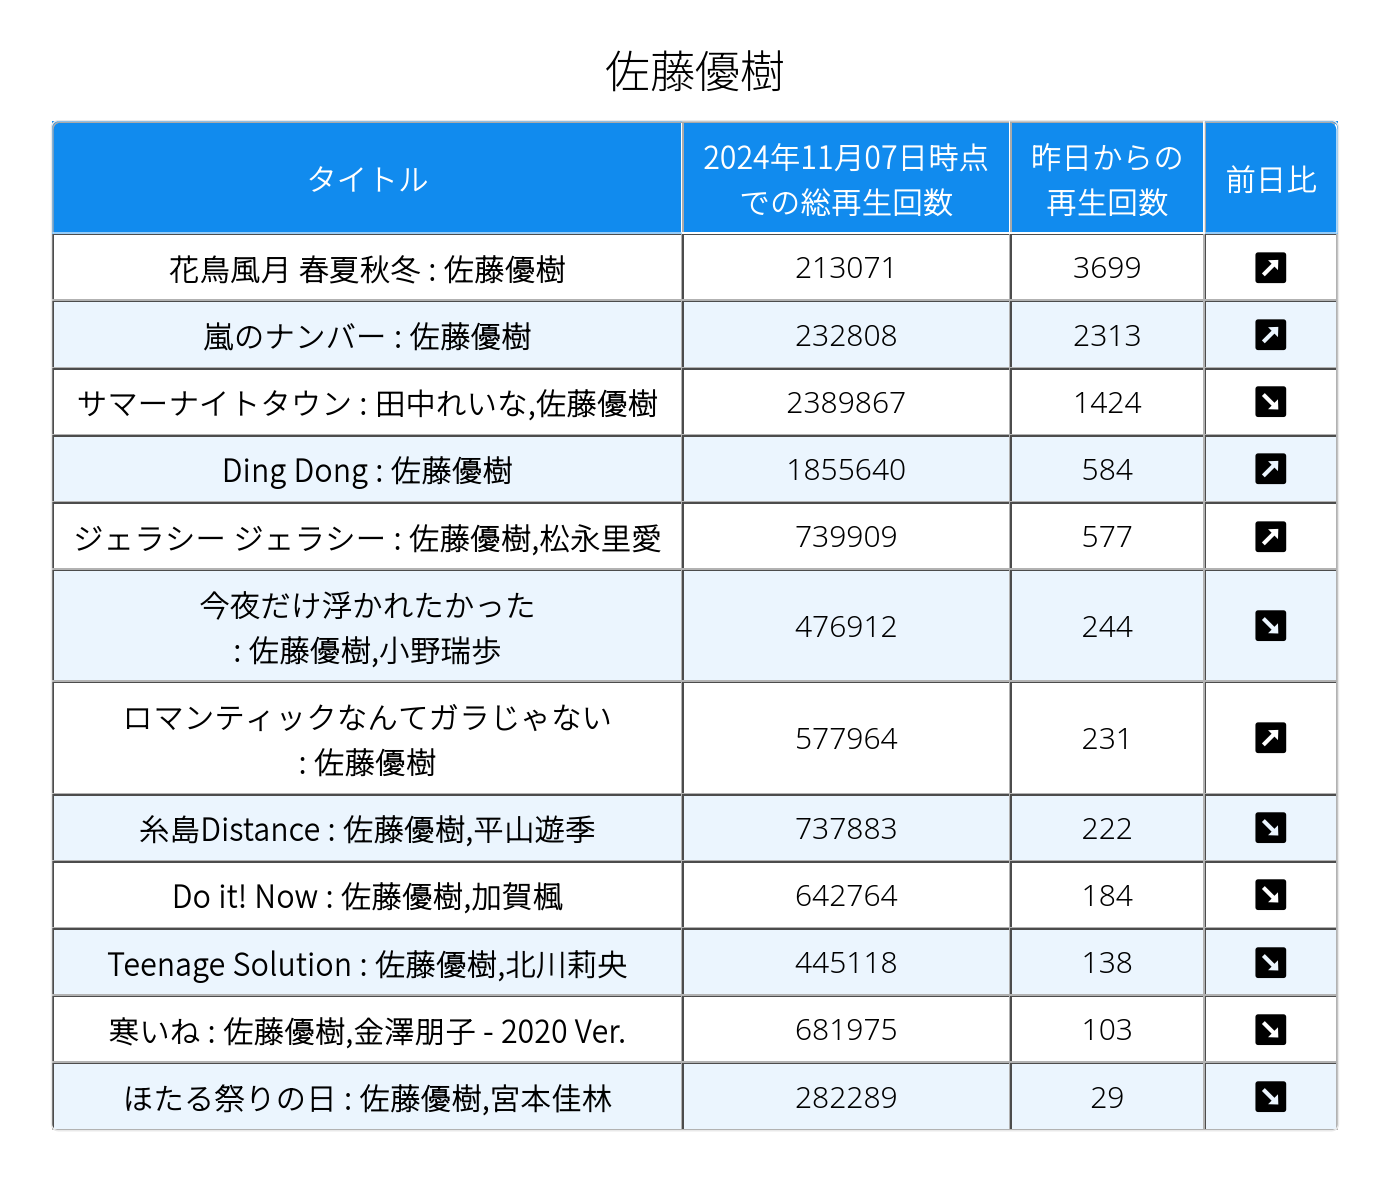 佐藤優樹
タイトル
2024年11月07日時点
での総再生回数
昨日からの
再生回数
前日比
花鳥風月 春夏秋冬 : 佐藤優樹 213071 3699
嵐のナンバー : 佐藤優樹 232808 2313
サマーナイトタウン : 田中れいな,佐藤優樹 2389867 1424
Ding Dong : 佐藤優樹 1855640 584
ジェラシー ジェラシー : 佐藤優樹,松永里愛 739909 577
今夜だけ浮かれたかった
: 佐藤優樹,小野瑞歩 476912 244
ロマンティックなんてガラじゃない
: 佐藤優樹 577964 231
糸島Distance : 佐藤優樹,平山遊季 737883 222
Do it! Now : 佐藤優樹,加賀楓 642764 184
Teenage Solution : 佐藤優樹,北川莉央 445118 138
寒いね : 佐藤優樹,金澤朋子 - 2020 Ver. 681975 103
ほたる祭りの日 : 佐藤優樹,宮本佳林 282289 29